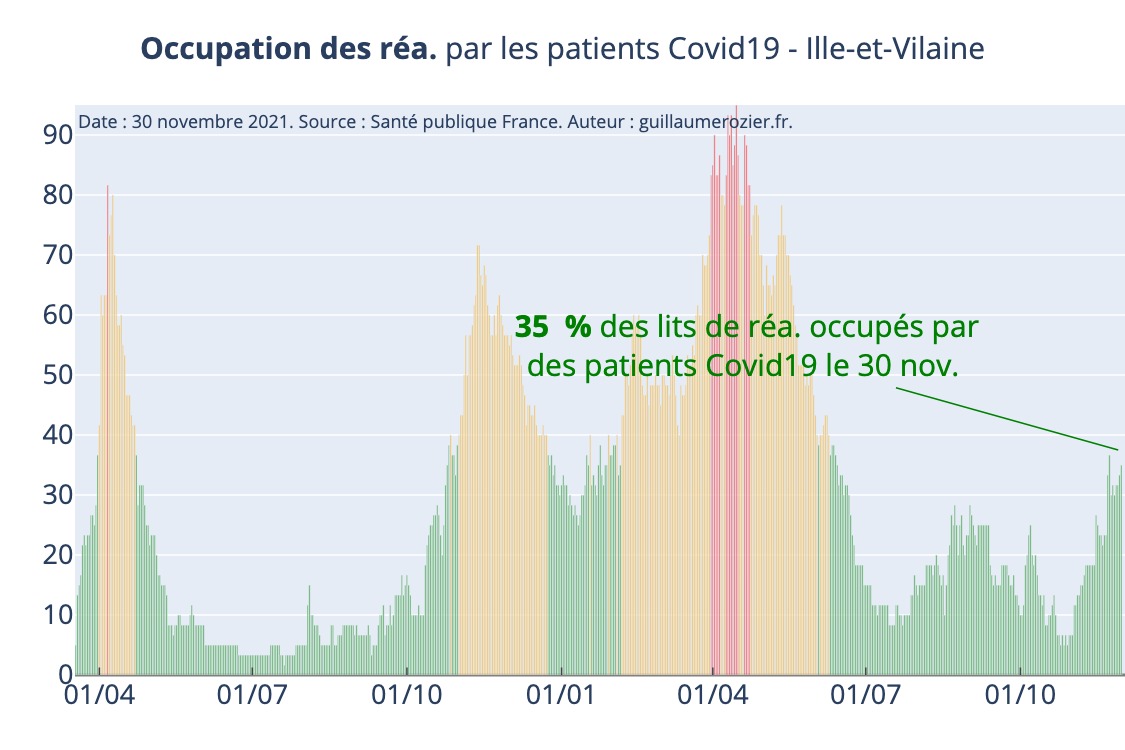 Occupation des réa. par les patients Covid19 - Ille-et-Vilaine
Date : 30 novembre 2021. Source : Santé publique France. Auteur : guillaumerozier.fr.
90
80
70
60
35 % des lits de réa. occupés par
des patients Covid19 le 30 nov.
50
40
30
20
10
0
01/04 01/07 01/10 01/01 01/04 01/07 01/10